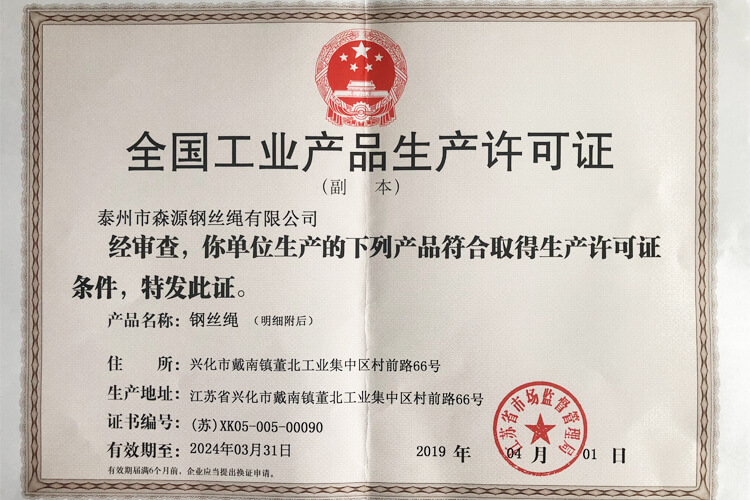 全国工业产品生产许可证
(副 本)
泰州市森源钢丝绳有限公司
经审查，你单位生产的下列产品符合取得生产许可证
条件，特发此证。
产品名称：钢丝绳 （明细附后）
住 所：兴化市戴南镇董北工业集中区村前路66号
生产地址：江苏省兴化市戴南镇董北工业集中区村前路66号
证书编号：(苏)XK05-005-00090
有效期至：2024年03月31日
2019 年 04 月 01 日
江苏省市场监督管理局
有效期届满6个月前，企业应当提出换证申请。